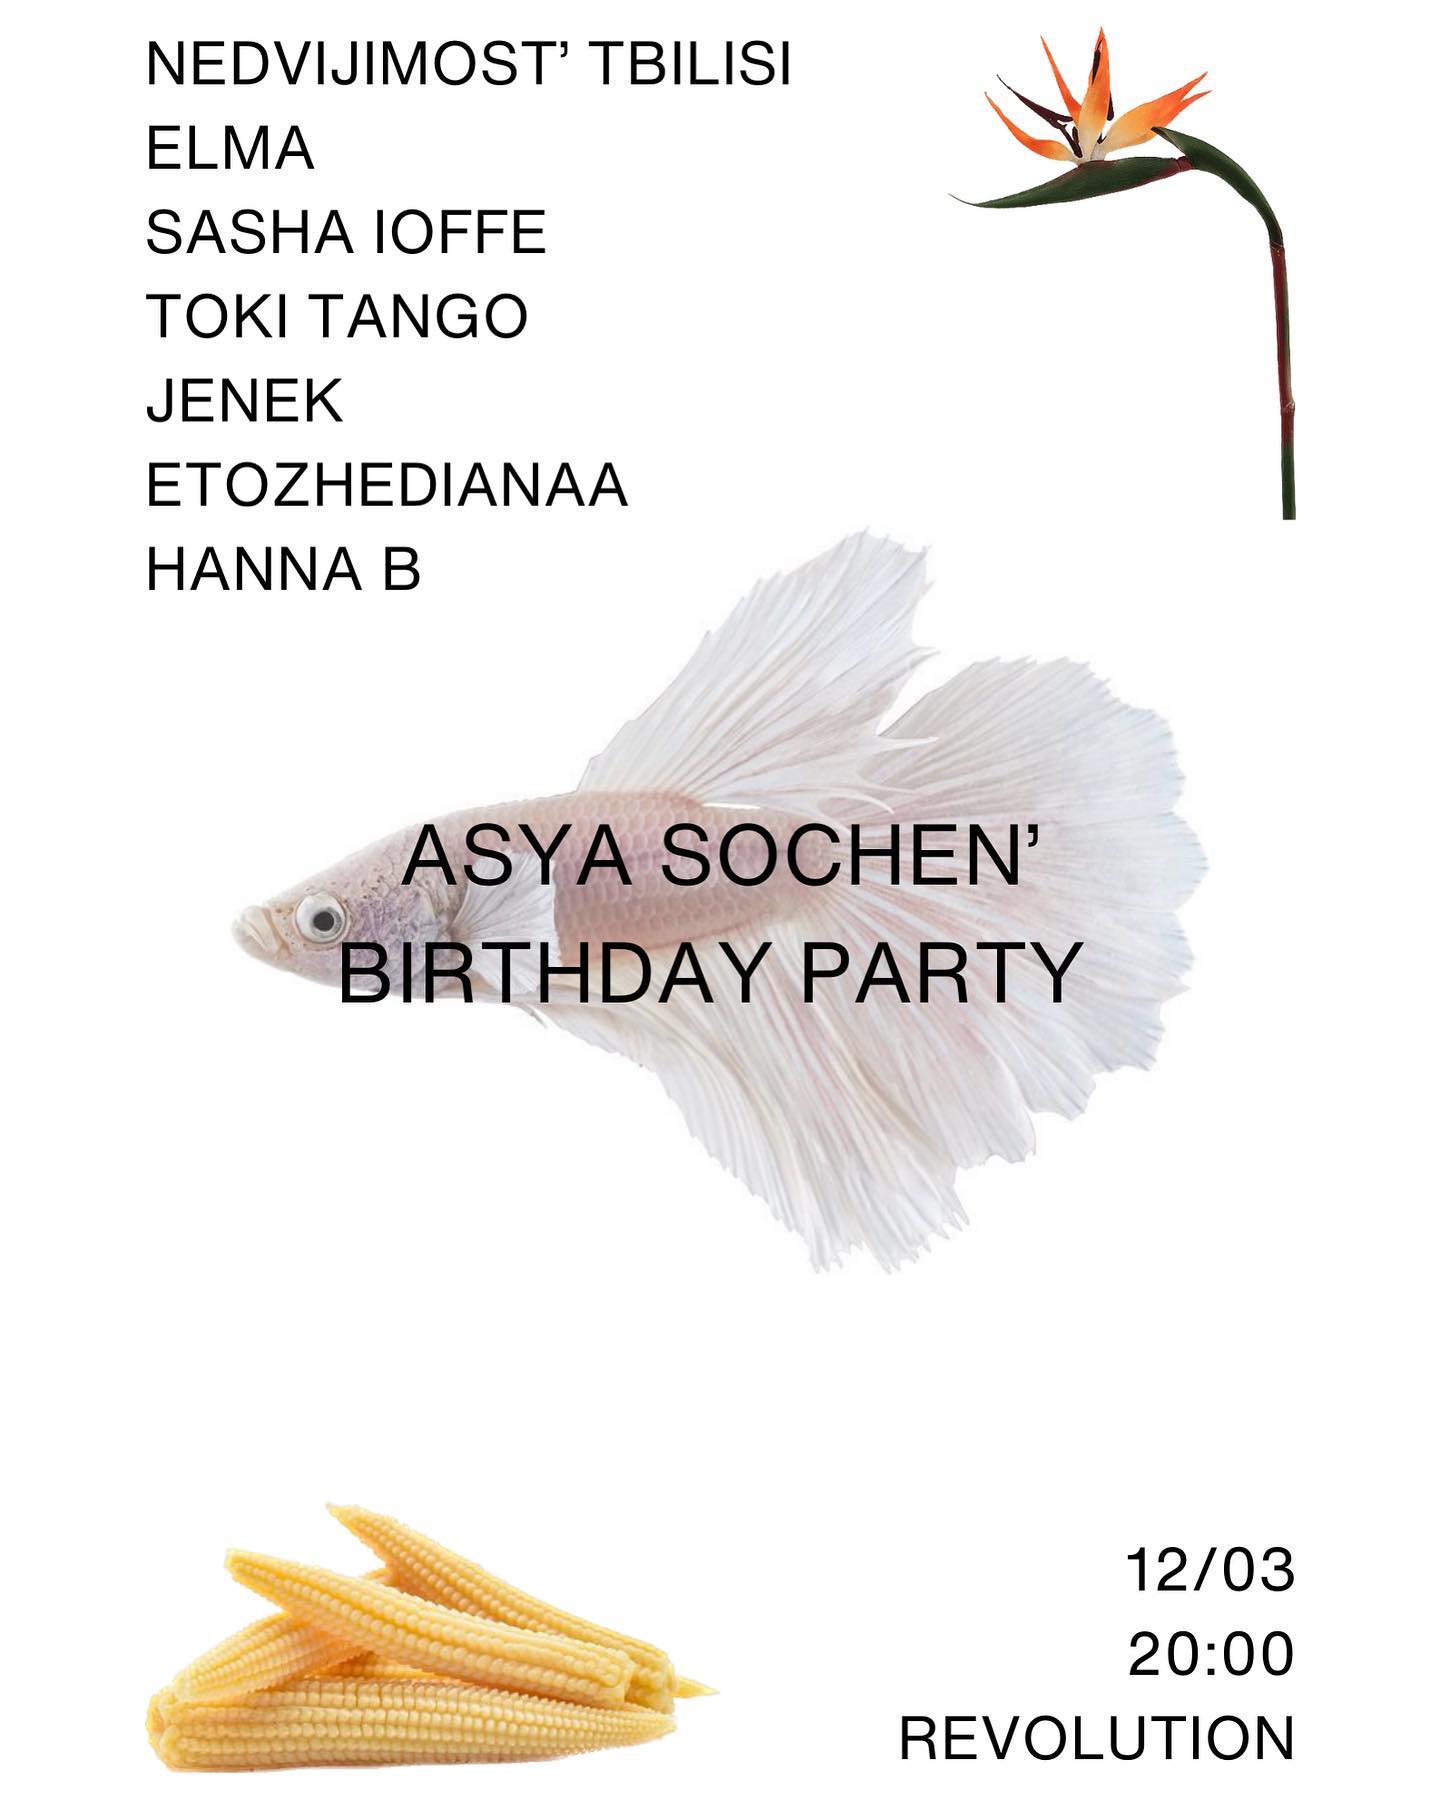 NEDVIJIMOST’ TBILISI
ELMA
SASHA IOFFE
TOKI TANGO
JENEK
ETOZHEDIANAA
HANNA B
ASYA SOCHEN’
BIRTHDAY PARTY
12/03
20:00
REVOLUTION